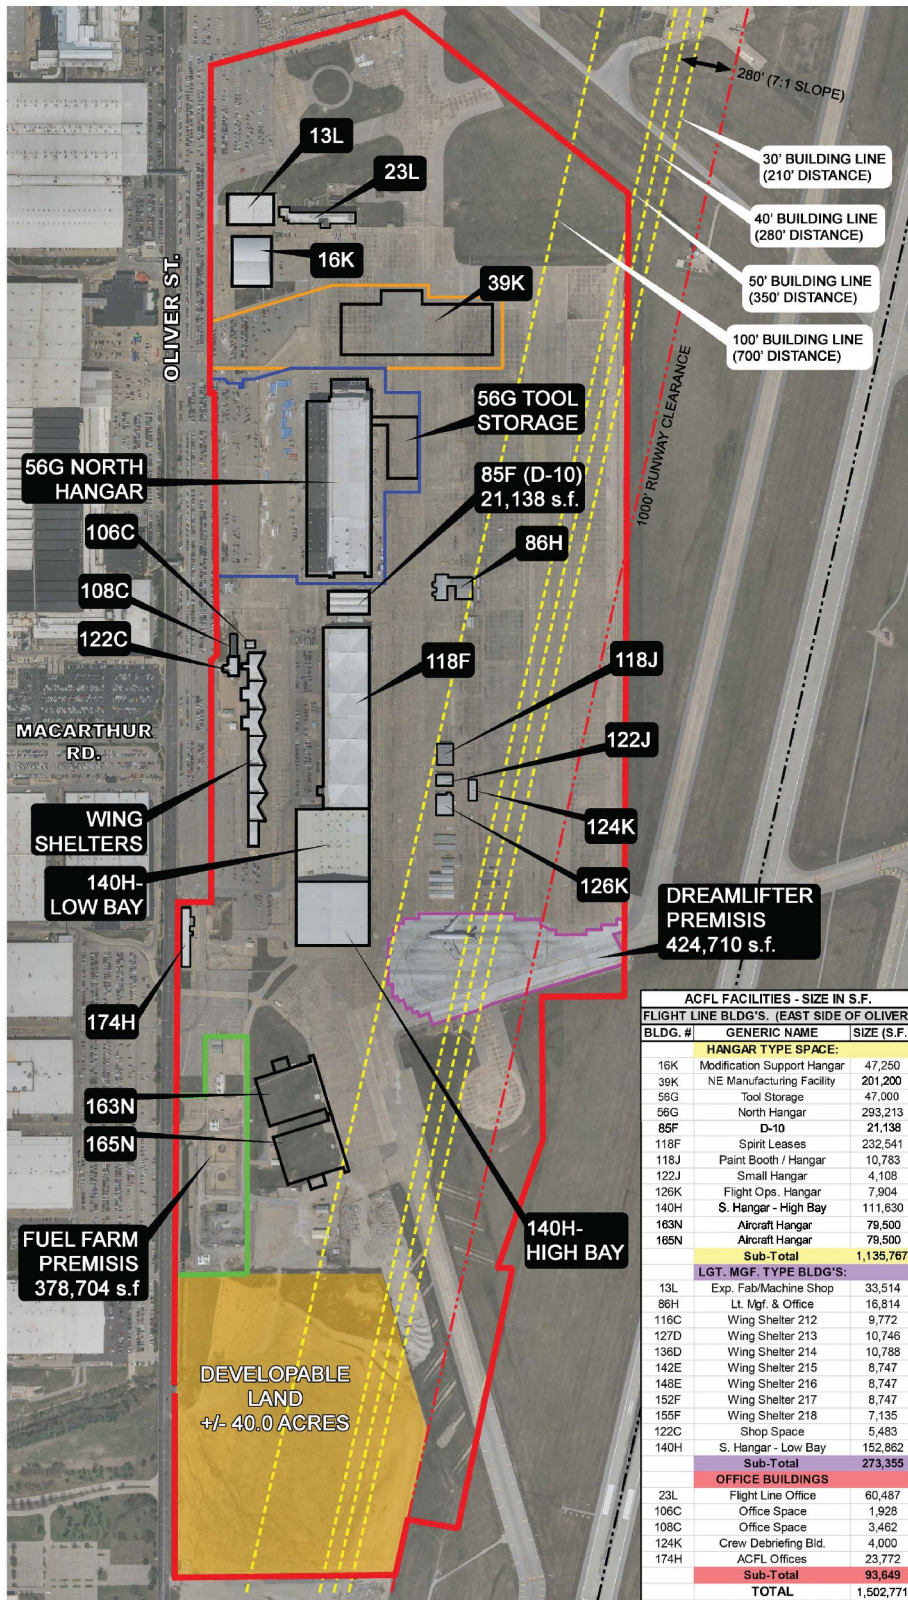 280' (7:1 SLOPE)
13L
23L
30' BUILDING LINE
(210' DISTANCE)
40' BUILDING LINE
(280' DISTANCE)
16K
39K
50' BUILDING LINE
(350' DISTANCE)
OLIVER ST.
100' BUILDING LINE
(700' DISTANCE)
56G TOOL
STORAGE
1000' RUNWAY CLEARANCE
56G NORTH
HANGAR
85F (D-10)
21,138 s.f.
106C
86H
108C
122C
118F
118J
MACARTHUR
RD.
122J
WING
SHELTERS
124K
140H-
LOW BAY
126K
DREAMLIFTER
PREMISIS
424,710 s.f.
174H
163N
165N
FUEL FARM
PREMISIS
378,704 s.f
140H-
HIGH BAY
DEVELOPABLE
LAND
+/- 40.0 ACRES
ACFL FACILITIES - SIZE IN S.F.
FLIGHT LINE BLDG'S. (EAST SIDE OF OLIVER
BLDG. # GENERIC NAME SIZE (S.F.
HANGAR TYPE SPACE:
16K Modification Support Hangar 47,250
39K NE Manufacturing Facility 201,200
56G Tool Storage 47,000
56G North Hangar 293,213
85F D-10 21,138
118F Spirit Leases 232,541
118J Paint Booth / Hangar 10,783
122J Small Hangar 4,108
126K Flight Ops. Hangar 7,904
140H S. Hangar - High Bay 111,630
163N Aircraft Hangar 79,500
165N Aircraft Hangar 79,500
Sub-Total 1,135,767
LGT. MGF. TYPE BLDG'S:
13L Exp. Fab/Machine Shop 33,514
86H Lt. Mgf. & Office 16,814
116C Wing Shelter 212 9,772
127D Wing Shelter 213 10,746
136D Wing Shelter 214 10,788
142E Wing Shelter 215 8,747
148E Wing Shelter 216 8,747
152F Wing Shelter 217 8,747
155F Wing Shelter 218 7,135
122C Shop Space 5,483
140H S. Hangar - Low Bay 152,862
Sub-Total 273,355
OFFICE BUILDINGS
23L Flight Line Office 60,487
106C Office Space 1,928
108C Office Space 3,462
124K Crew Debriefing Bld. 4,000
174H ACFL Offices 23,772
Sub-Total 93,649
TOTAL 1,502,771